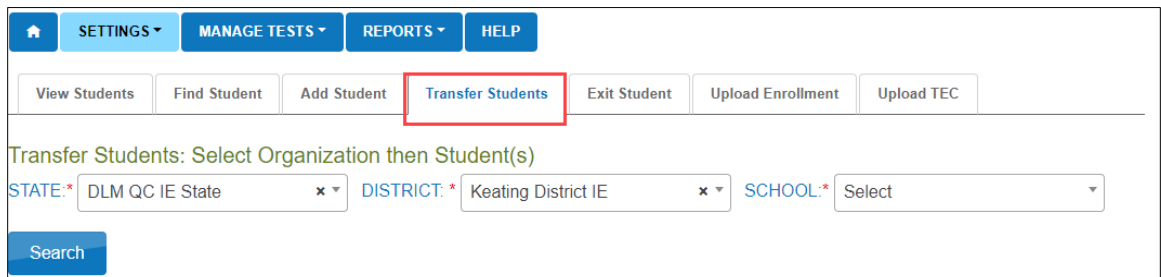 SETTINGS MANAGE TESTS REPORTS HELP
View Students Find Student Add Student Transfer Students Exit Student Upload Enrollment Upload TEC
Transfer Students: Select Organization then Student(s)
STATE:* DLM QC IE State × DISTRICT: * Keating District IE × SCHOOL:* Select
Search